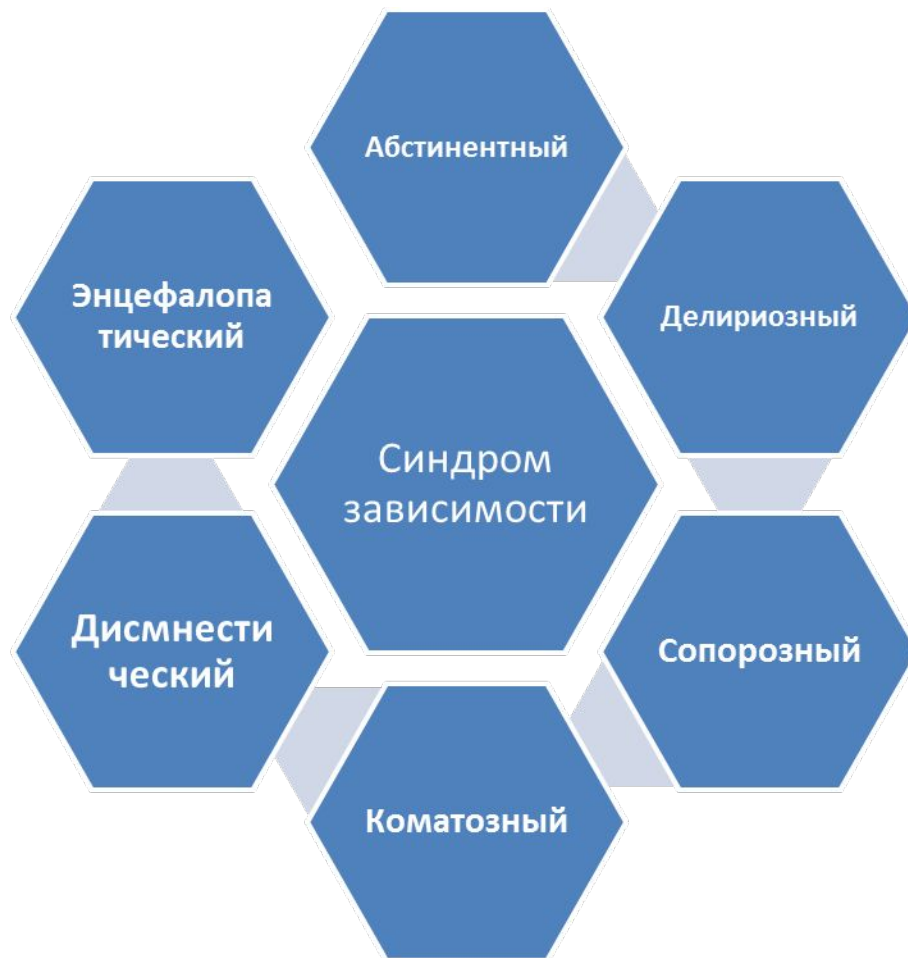 Абстинентный
Делириозный
Сопорозный
Коматозный
Дисмнести
ческий
Энцефалопа
тический
Синдром
зависимости